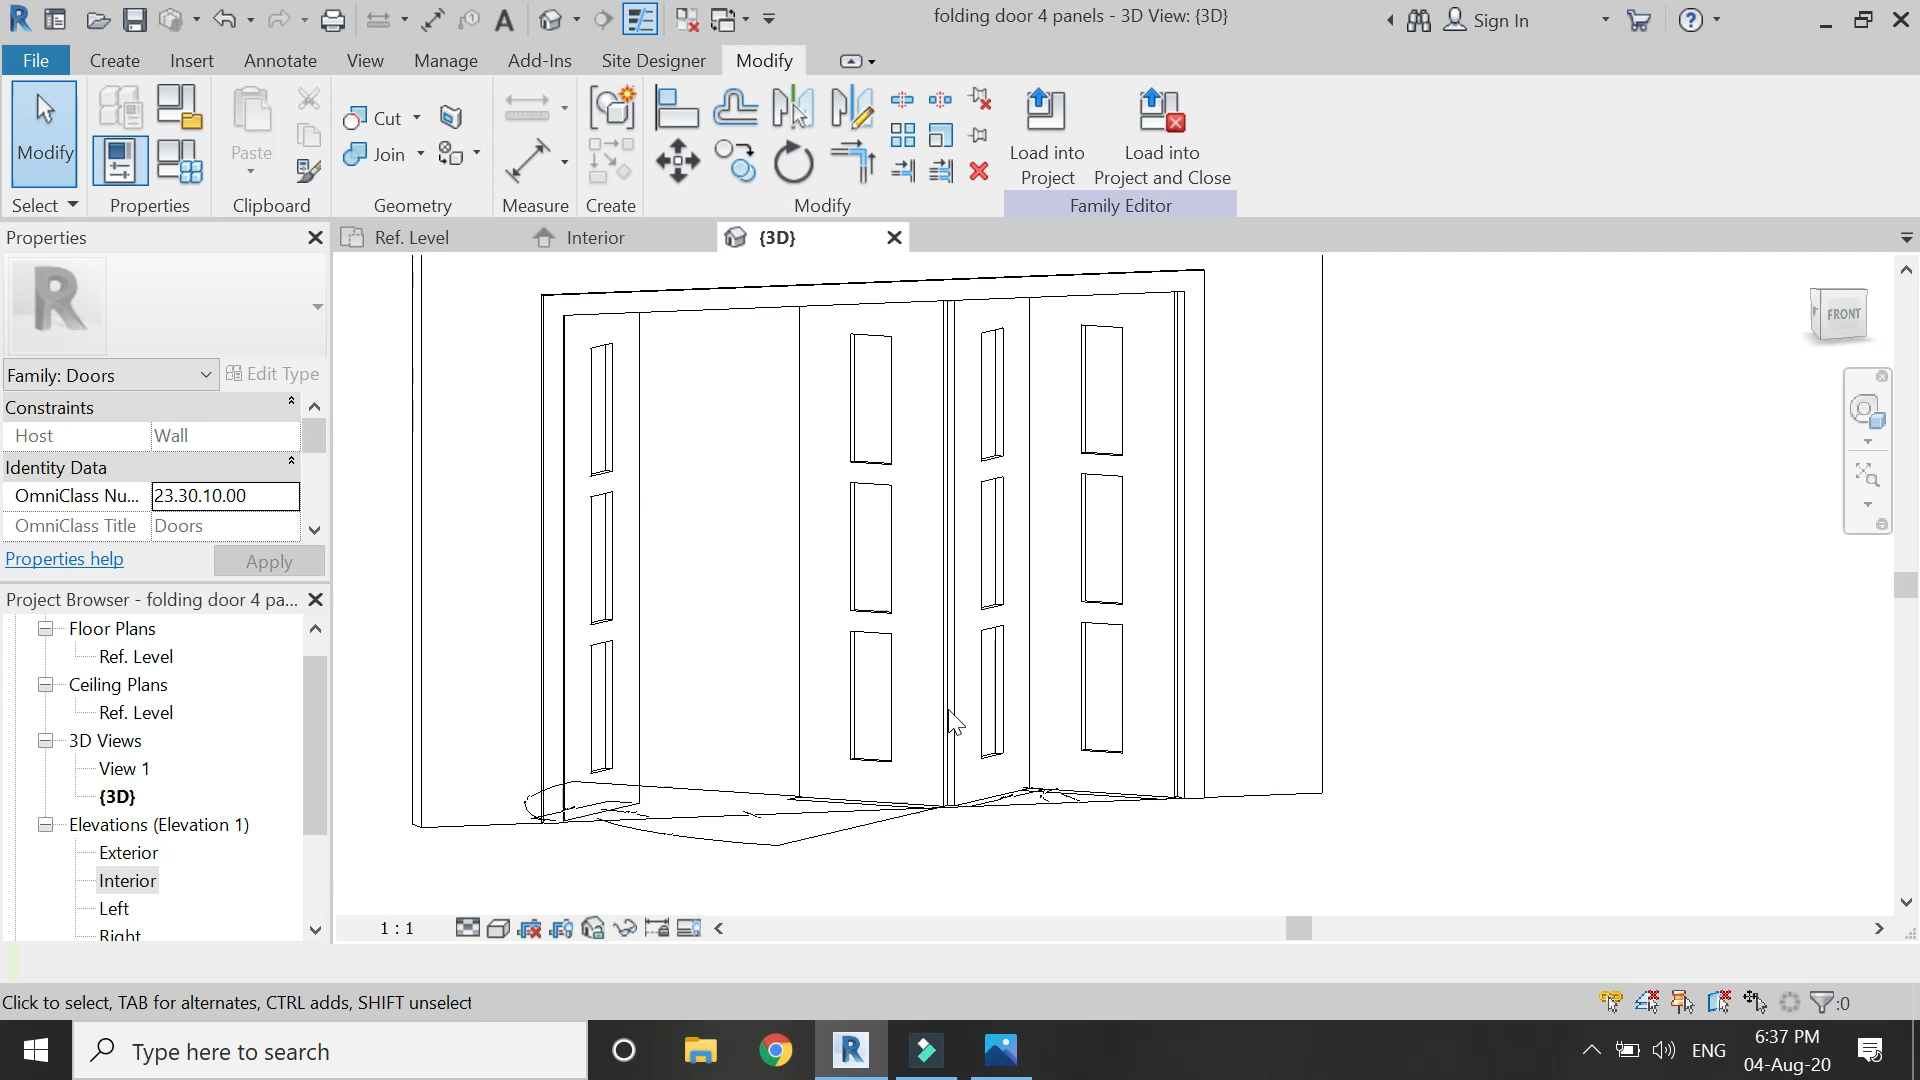 folding door 4 panels - 3D View: {3D}
Sign In
File
Create
Insert
Annotate
View
Manage
Add-Ins
Site Designer
Modify
Modify
Paste
Cut
Join
Load into
Project
Load into
Project and Close
Select
Properties
Clipboard
Geometry
Measure
Create
Modify
Family Editor
Properties
Ref. Level
Interior
{3D}
Family: Doors
Edit Type
Constraints
Host
Wall
Identity Data
OmniClass Nu...
23.30.10.00
OmniClass Title
Doors
Properties help
Apply
FRONT
Project Browser - folding door 4 pa...
Floor Plans
Ref. Level
Ceiling Plans
Ref. Level
3D Views
View 1
{3D}
Elevations (Elevation 1)
Exterior
Interior
Left
Right
1 : 1
Click to select, TAB for alternates, CTRL adds, SHIFT unselect
:0
Type here to search
ENG
6:37 PM
04-Aug-20